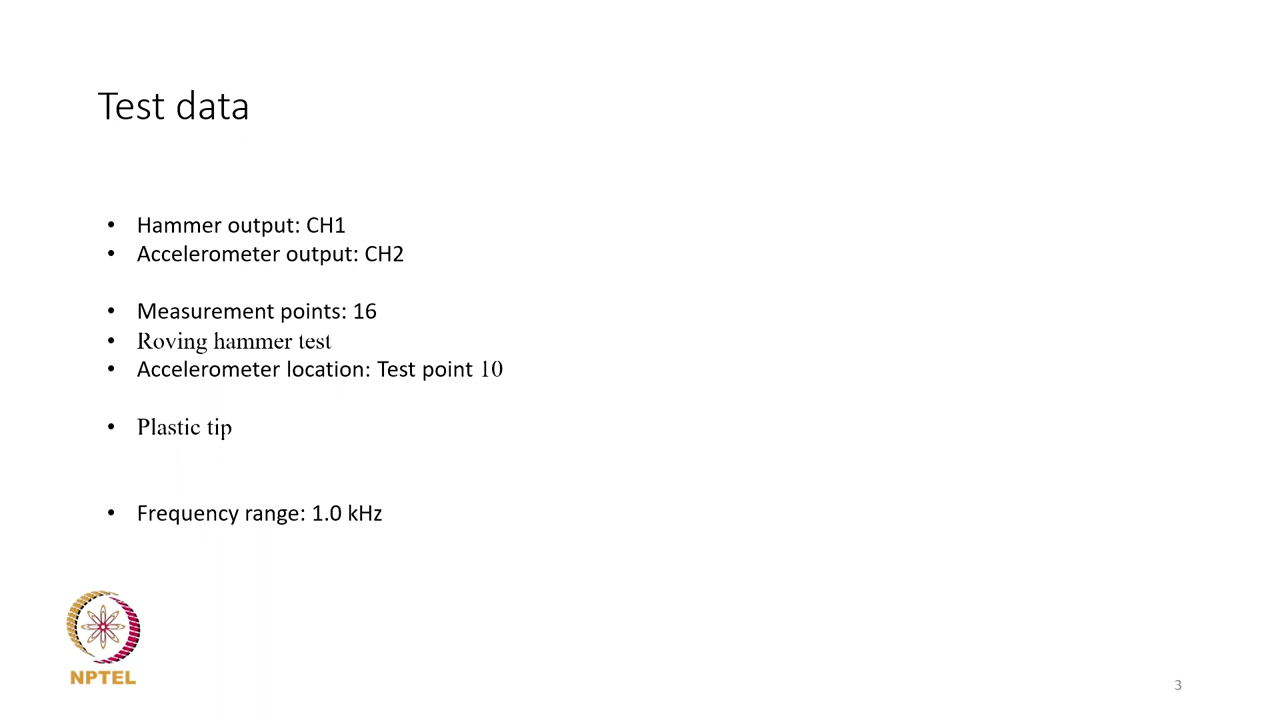 Test data
• Hammer output: CH1
• Accelerometer output: CH2
• Measurement points: 16
• Roving hammer test
• Accelerometer location: Test point 10
• Plastic tip
• Frequency range: 1.0 kHz
NPTEL
3